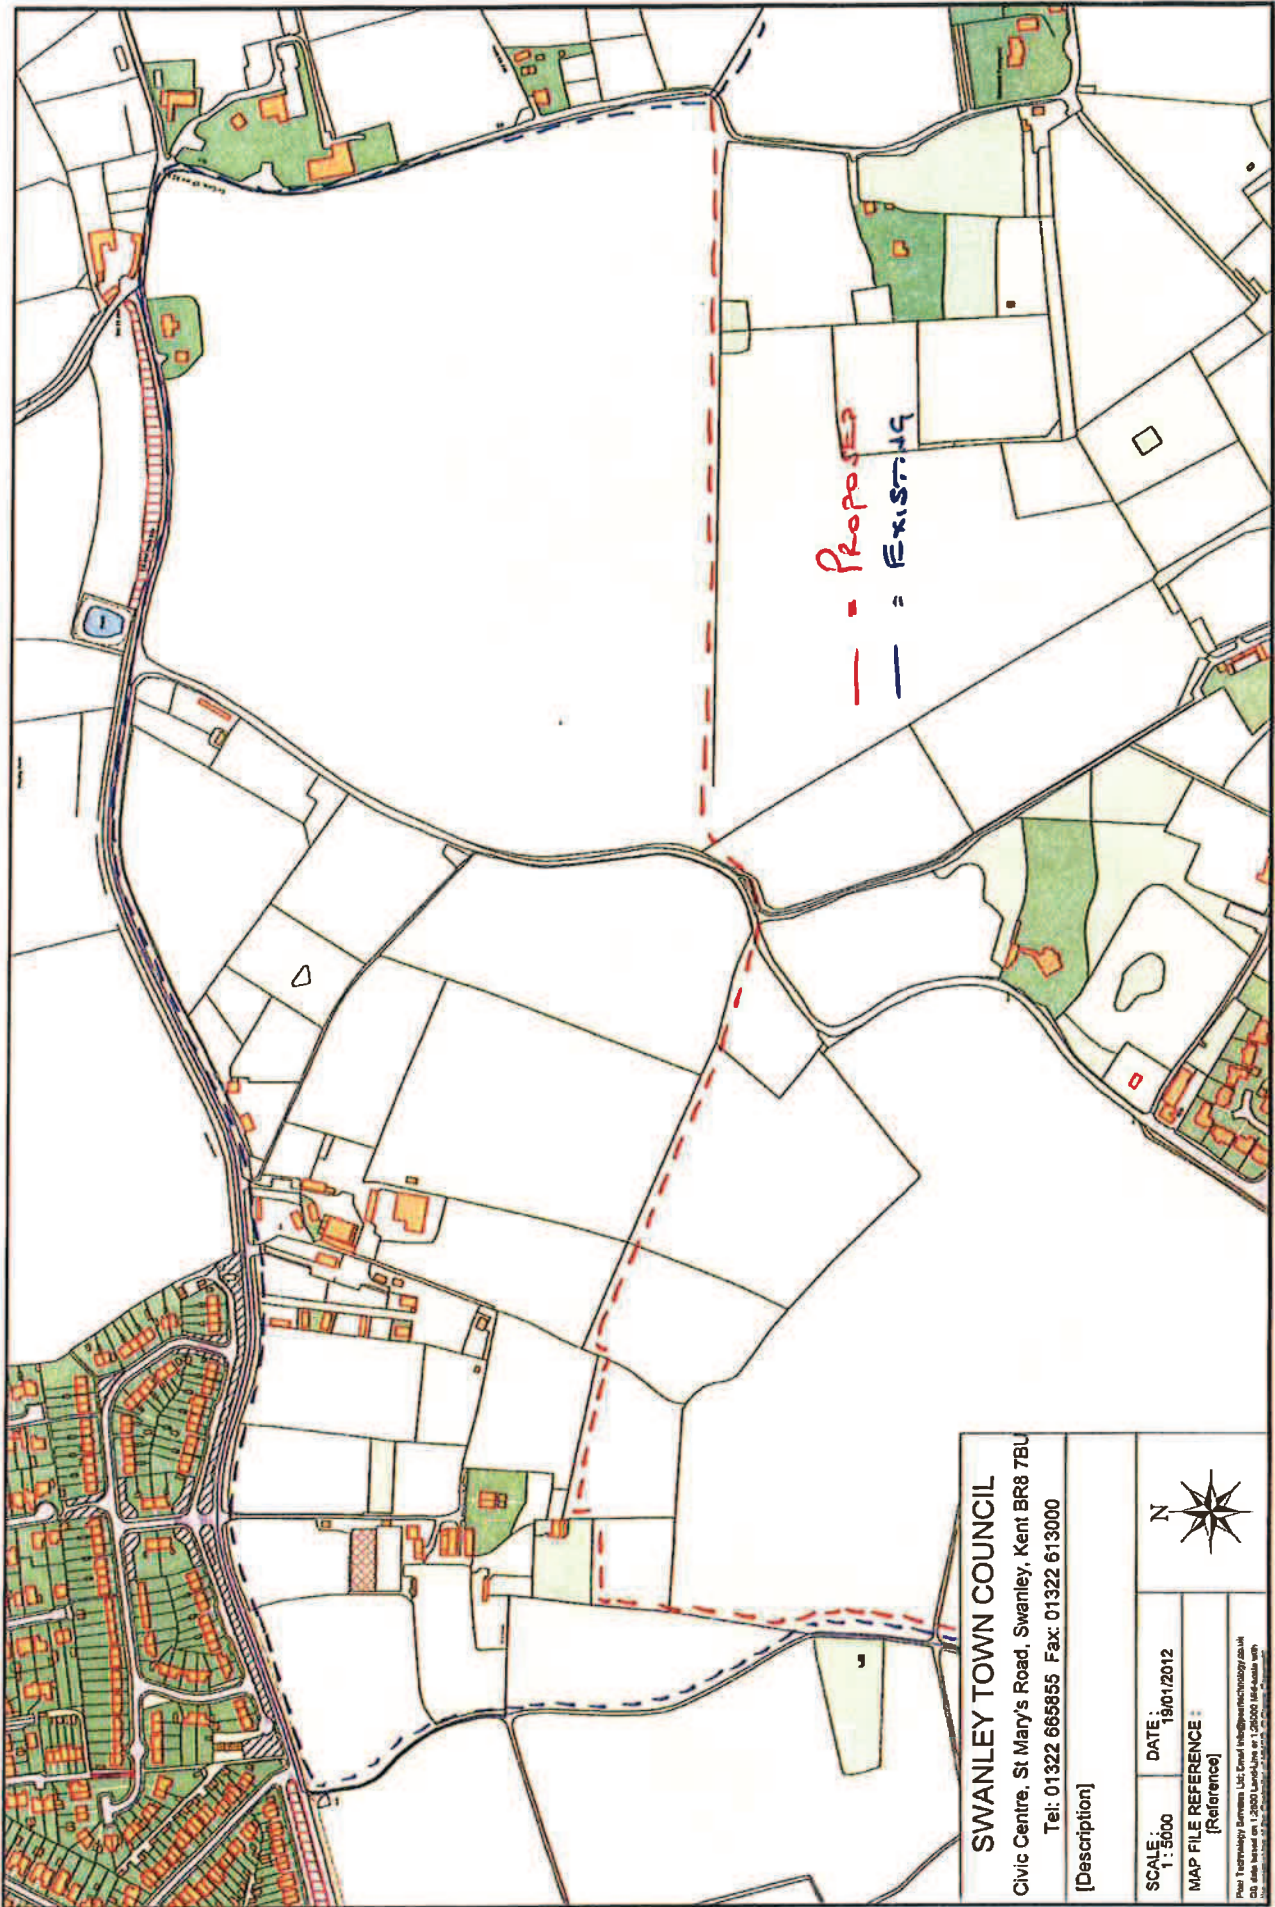 = PROPOSED
= EXISTING
SWANLEY TOWN COUNCIL
Civic Centre, St Mary's Road, Swanley, Kent BR8 7BU
Tel: 01322 665855 Fax: 01322 613000
[Description]
SCALE : 1 : 5000
DATE : 19/01/2012
MAP FILE REFERENCE :
[Reference]
N